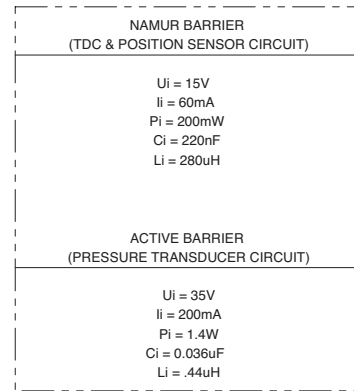 NAMUR BARRIER
(TDC & POSITION SENSOR CIRCUIT)
Ui = 15V
Ii = 60mA
Pi = 200mW
Ci = 220nF
Li = 280uH
ACTIVE BARRIER
(PRESSURE TRANSDUCER CIRCUIT)
Ui = 35V
Ii = 200mA
Pi = 1.4W
Ci = 0.036uF
Li = .44uH